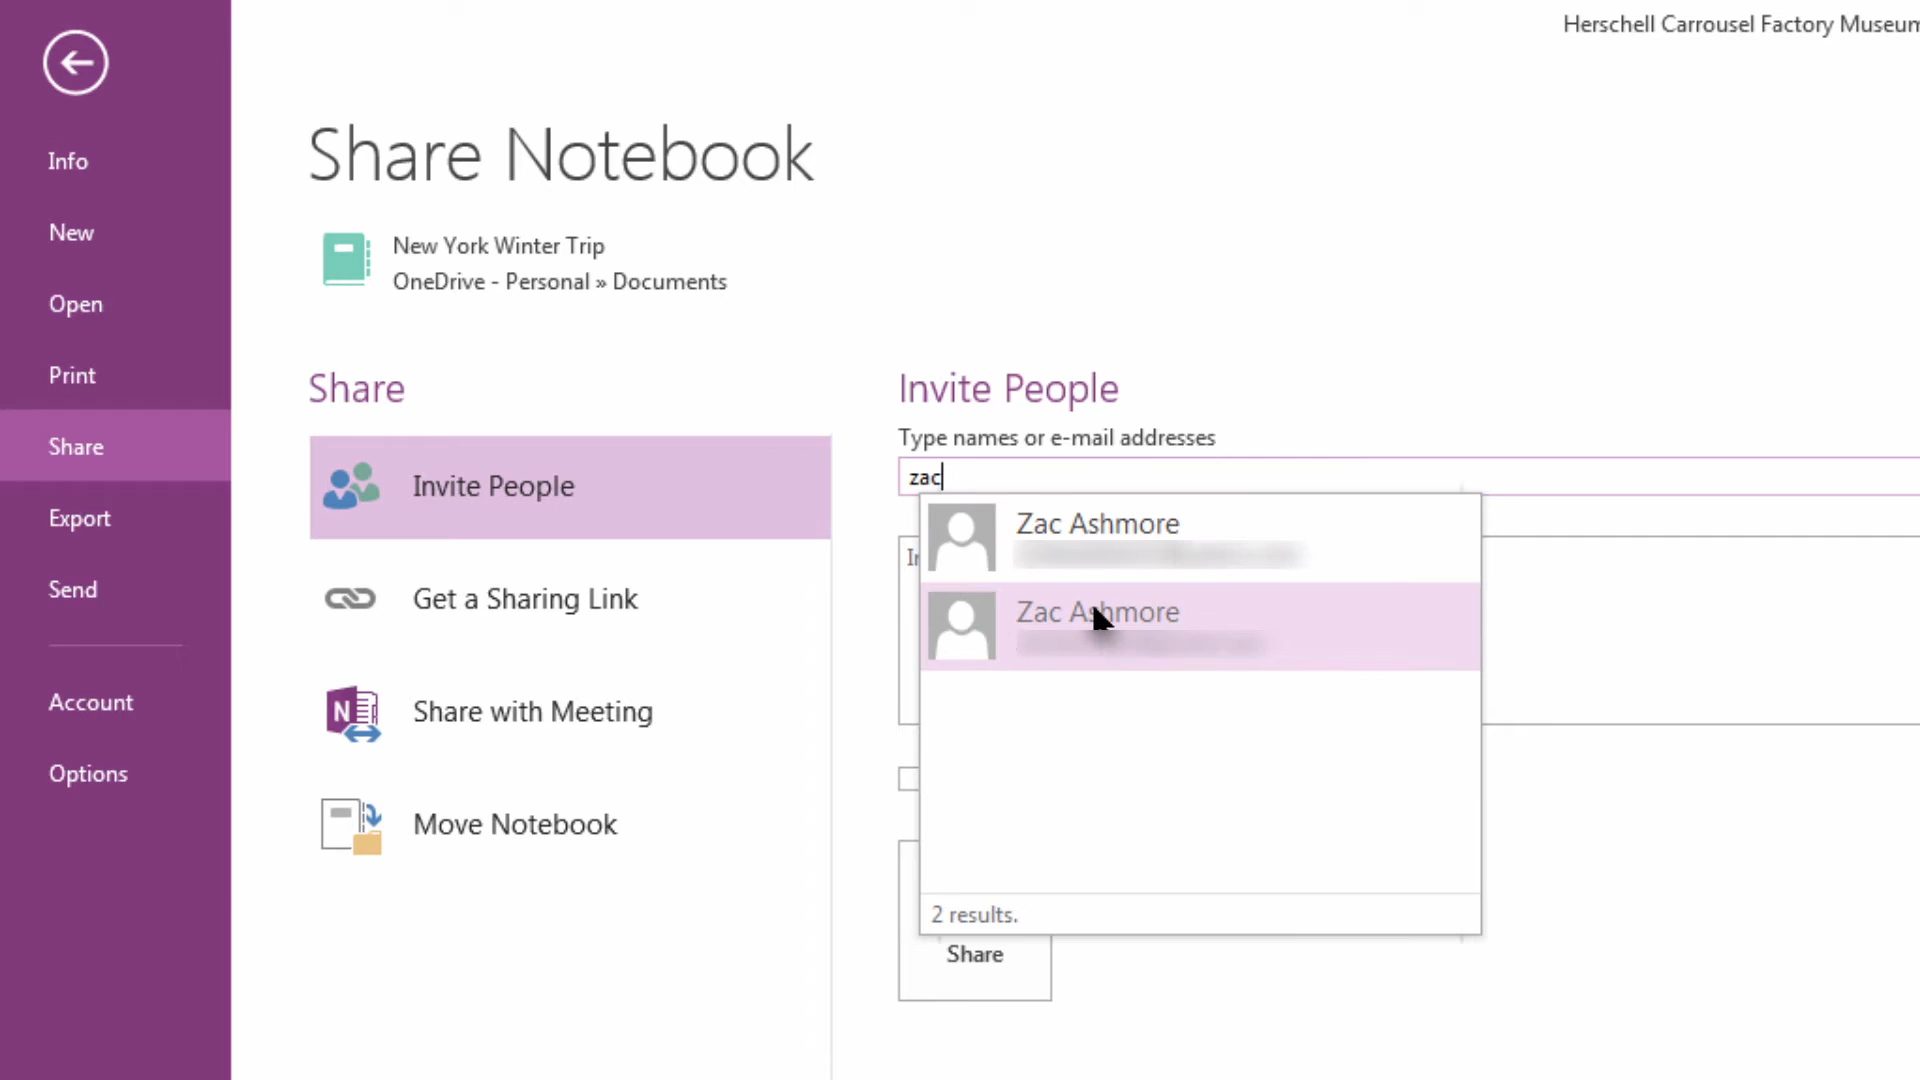 Herschell Carrousel Factory Museum
Info
New
Open
Print
Share
Export
Send
Account
Options
Share Notebook
New York Winter Trip
OneDrive - Personal » Documents
Share
Invite People
Get a Sharing Link
N
Share with Meeting
Move Notebook
Invite People
Type names or e-mail addresses
zac
Zac Ashmore
Zac Ashmore
2 results.
Share